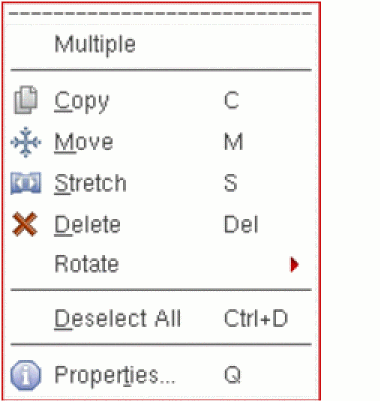 Multiple
Copy C
Move M
Stretch S
Delete Del
Rotate
Deselect All Ctrl+D
Properties... Q